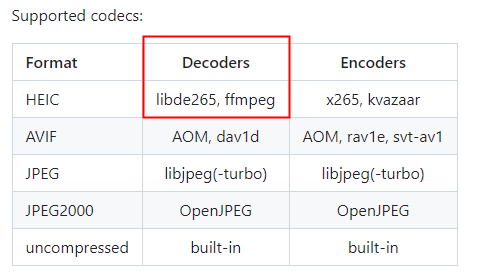 Supported codecs:
Format Decoders Encoders
HEIC libde265, ffmpeg x265, kvazaar
AVIF AOM, dav1d AOM, rav1e, svt-av1
JPEG libjpeg(-turbo) libjpeg(-turbo)
JPEG2000 OpenJPEG OpenJPEG
uncompressed built-in built-in